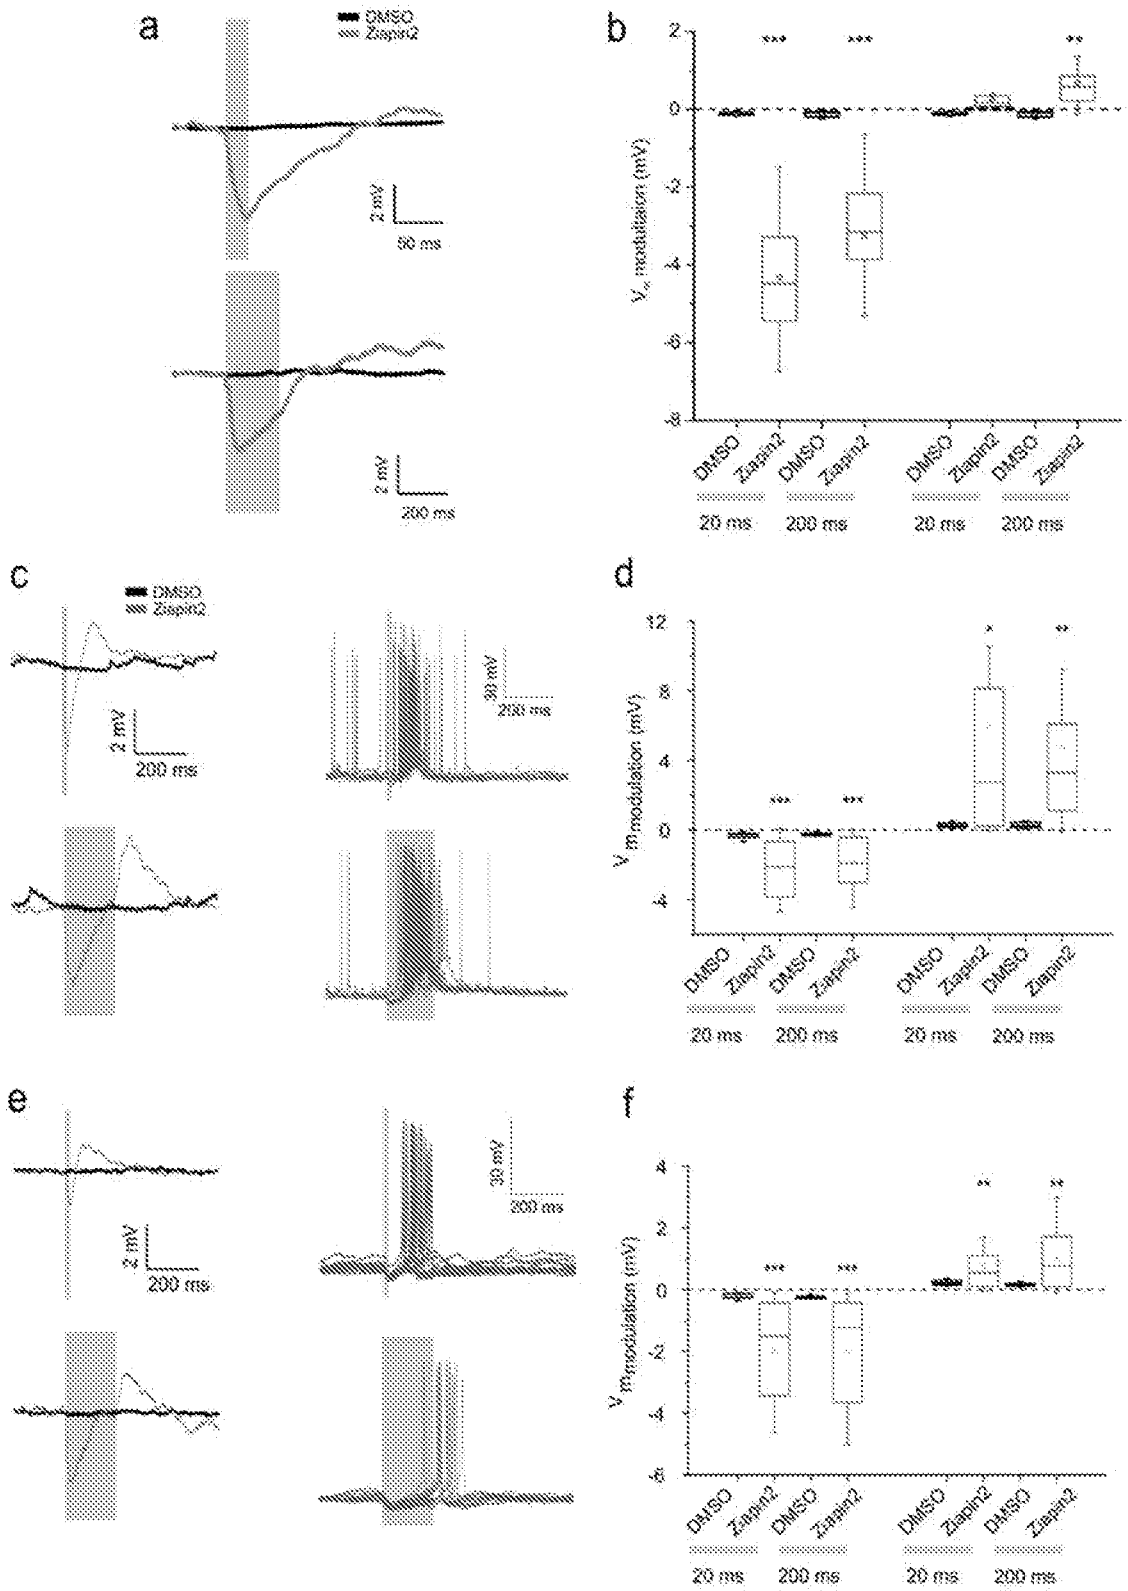 a
DMSO
Ziapin2
2 mV
50 ms
2 mV
200 ms
b
***
***
**
2
0
-2
-4
-6
-8
Vm modultaion (mV)
DMSO
Ziapin2
DMSO
Ziapin2
DMSO
Ziapin2
DMSO
Ziapin2
20 ms
200 ms
20 ms
200 ms
c
DMSO
Ziapin2
2 mV
200 ms
30 mV
200 ms
d
12
8
4
0
-4
Vm modulation (mV)
***
***
*
**
DMSO
Ziapin2
DMSO
Ziapin2
DMSO
Ziapin2
DMSO
Ziapin2
20 ms
200 ms
20 ms
200 ms
e
2 mV
200 ms
30 mV
200 ms
f
4
2
0
-2
-4
-6
Vm modulation (mV)
***
***
**
**
DMSO
Ziapin2
DMSO
Ziapin2
DMSO
Ziapin2
DMSO
Ziapin2
20 ms
200 ms
20 ms
200 ms